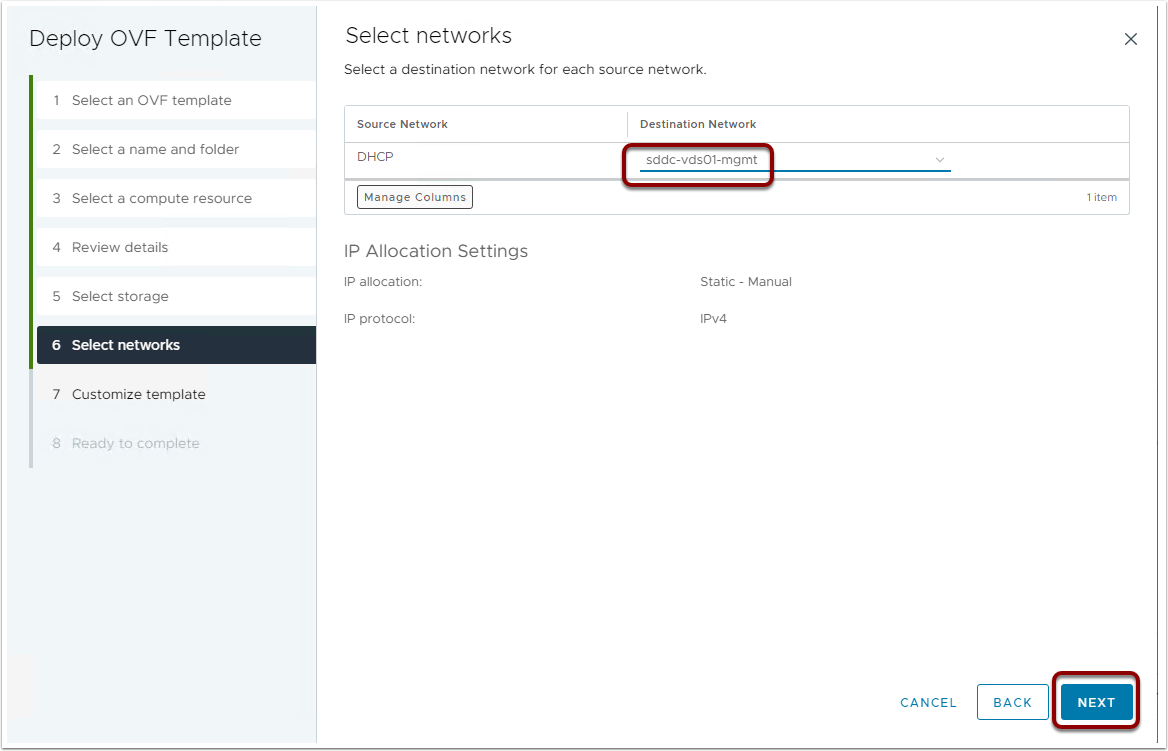 Deploy OVF Template
1 Select an OVF template
2 Select a name and folder
3 Select a compute resource
4 Review details
5 Select storage
6 Select networks
7 Customize template
8 Ready to complete
Select networks
Select a destination network for each source network.
Source Network Destination Network
DHCP sddc-vds01-mgmt
Manage Columns 1 item
IP Allocation Settings
IP allocation: Static - Manual
IP protocol: IPv4
CANCEL BACK NEXT